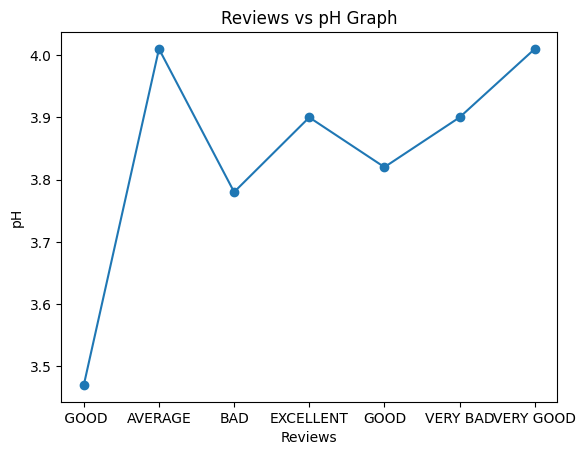 Reviews vs pH Graph
4.0
3.9
3.8
3.7
3.6
3.5
pH
GOOD AVERAGE BAD EXCELLENT GOOD VERY BAD VERY GOOD
Reviews